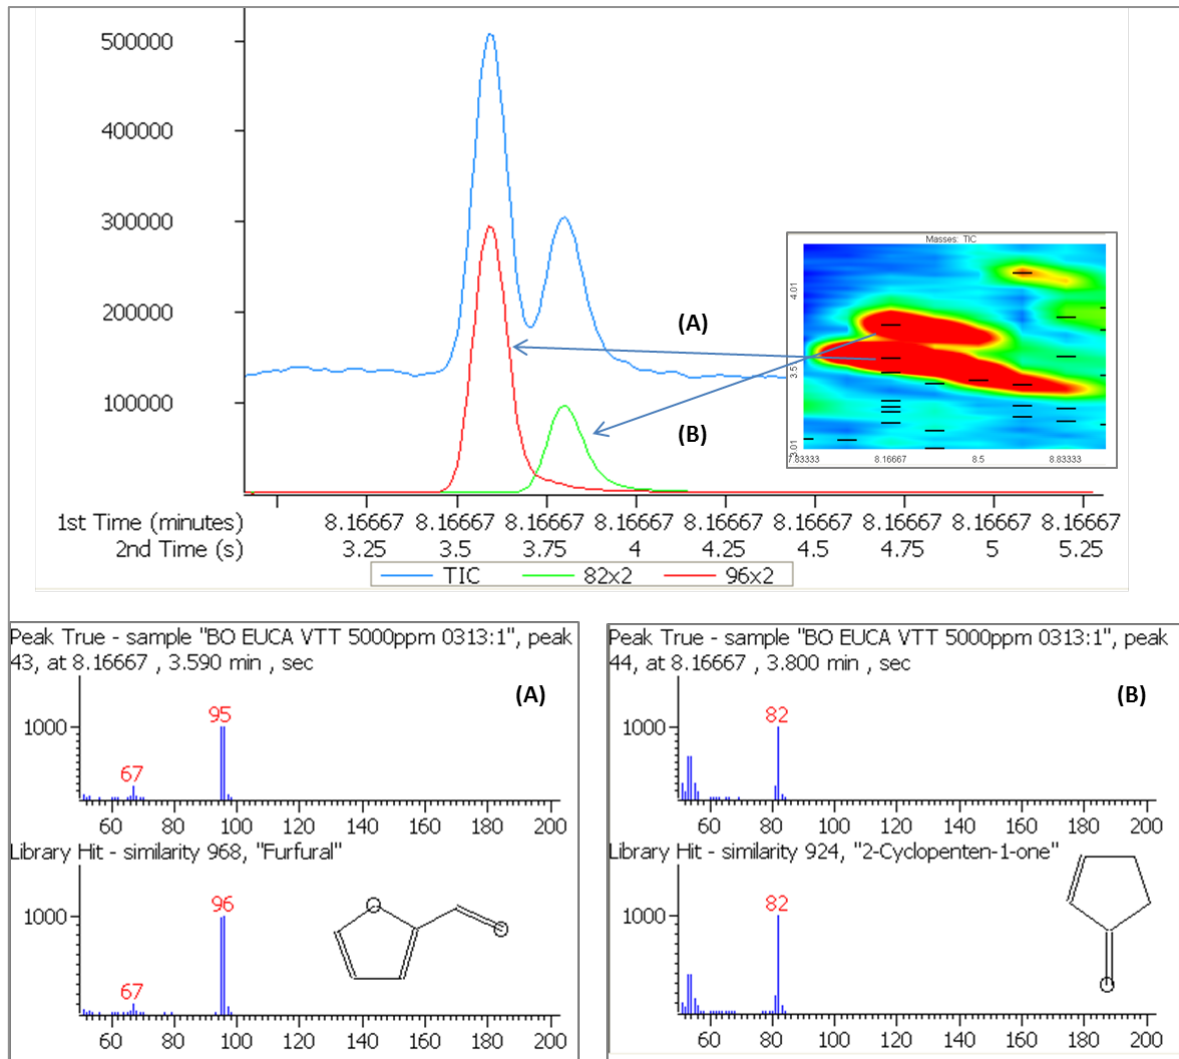 500000
400000
300000
200000
100000
Masses: TIC
4.01
3.5
3.01
7.83333 8.16667 8.5 8.83333
(A)
(B)
1st Time (minutes) 8.16667 8.16667 8.16667 8.16667 8.16667 8.16667 8.16667 8.16667 8.16667
2nd Time (s) 3.25 3.5 3.75 4 4.25 4.5 4.75 5 5.25
TIC 82x2 96x2
Peak True - sample "BO EUCA VTT 5000ppm 0313:1", peak
43, at 8.16667 , 3.590 min , sec
(A)
95
1000
67
60 80 100 120 140 160 180 200
Library Hit - similarity 968, "Furfural"
96
1000
67
O
O
60 80 100 120 140 160 180 200
Peak True - sample "BO EUCA VTT 5000ppm 0313:1", peak
44, at 8.16667 , 3.800 min , sec
(B)
82
1000
60 80 100 120 140 160 180 200
Library Hit - similarity 924, "2-Cyclopenten-1-one"
82
1000
O
60 80 100 120 140 160 180 200